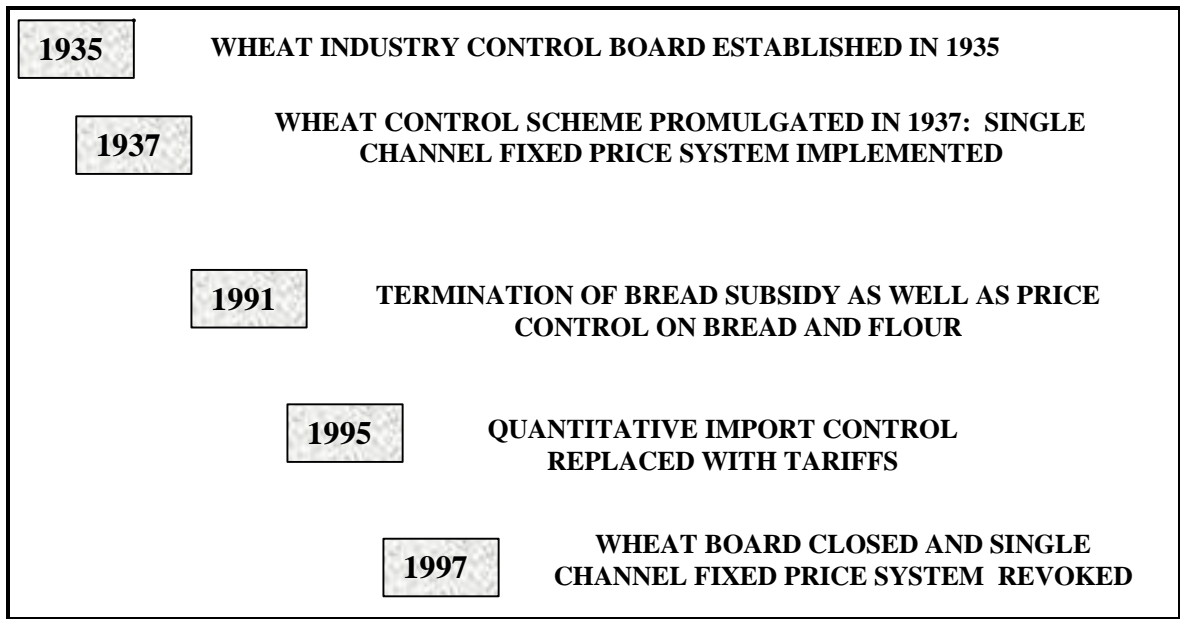 1935 WHEAT INDUSTRY CONTROL BOARD ESTABLISHED IN 1935
1937 WHEAT CONTROL SCHEME PROMULGATED IN 1937: SINGLE
CHANNEL FIXED PRICE SYSTEM IMPLEMENTED
1991 TERMINATION OF BREAD SUBSIDY AS WELL AS PRICE
CONTROL ON BREAD AND FLOUR
1995 QUANTITATIVE IMPORT CONTROL
REPLACED WITH TARIFFS
1997 WHEAT BOARD CLOSED AND SINGLE
CHANNEL FIXED PRICE SYSTEM REVOKED